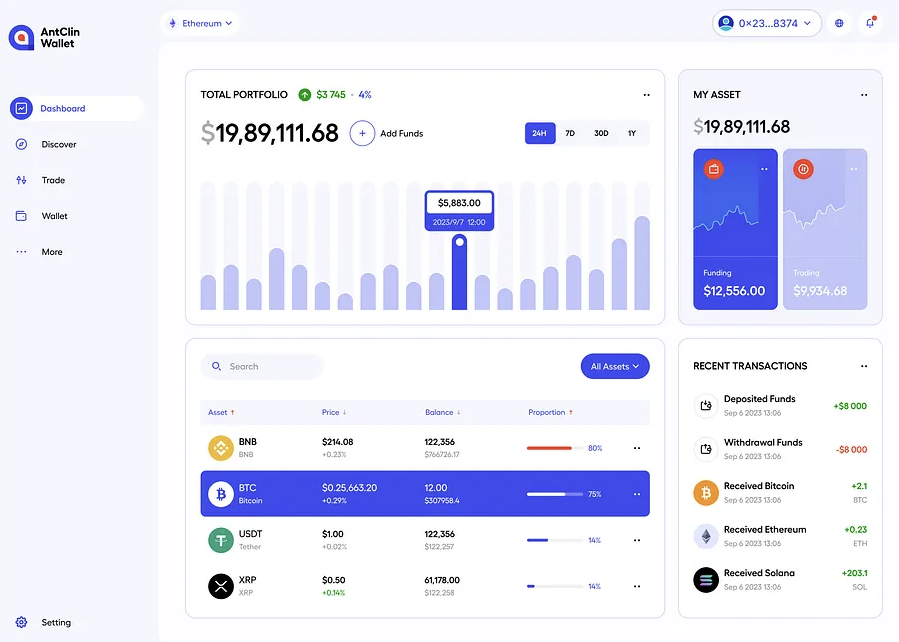 AntClin
Wallet
Ethereum
0×23...8374
Dashboard
Discover
Trade
Wallet
More
Setting
TOTAL PORTFOLIO $3 745 · 4%
$19,89,111.68
Add Funds
24H 7D 30D 1Y
$5,883.00
2023/9/7 12:00
MY ASSET
$19,89,111.68
Funding
$12,556.00
Trading
$9,934.68
Search
All Assets
Asset ↑ Price ↓ Balance ↓ Proportion ↑
BNB $214.08 122,356 80%
BNB +0.23% $766726.17
BTC $0.25,663.20 12.00 75%
Bitcoin +0.29% $307958.4
USDT $1.00 122,356 14%
Tether +0.02% $122,257
XRP $0.50 61,178.00 14%
XRP +0.14% $122,258
RECENT TRANSACTIONS
Deposited Funds +$8 000
Sep 6 2023 13:06
Withdrawal Funds -$8 000
Sep 6 2023 13:06
Received Bitcoin +2.1
Sep 6 2023 13:06 BTC
Received Ethereum +0.23
Sep 6 2023 13:06 ETH
Received Solana +203.1
Sep 6 2023 13:06 SOL